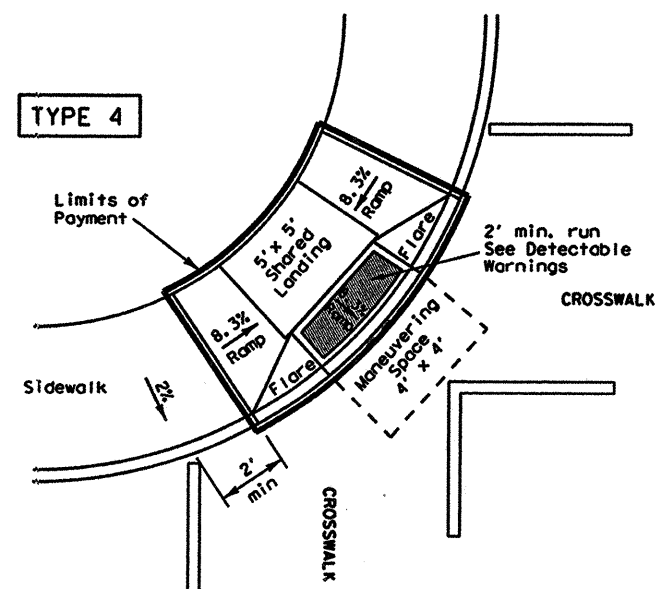 TYPE 4
Limits of
Payment
8.3%
Ramp
5' x 5'
Shared
Landing
Flare
2' min. run
See Detectable
Warnings
CROSSWALK
8.3%
Ramp
Flare
Maneuvering
Space
4' x 4'
Sidewalk
2%
2'
min
CROSSWALK